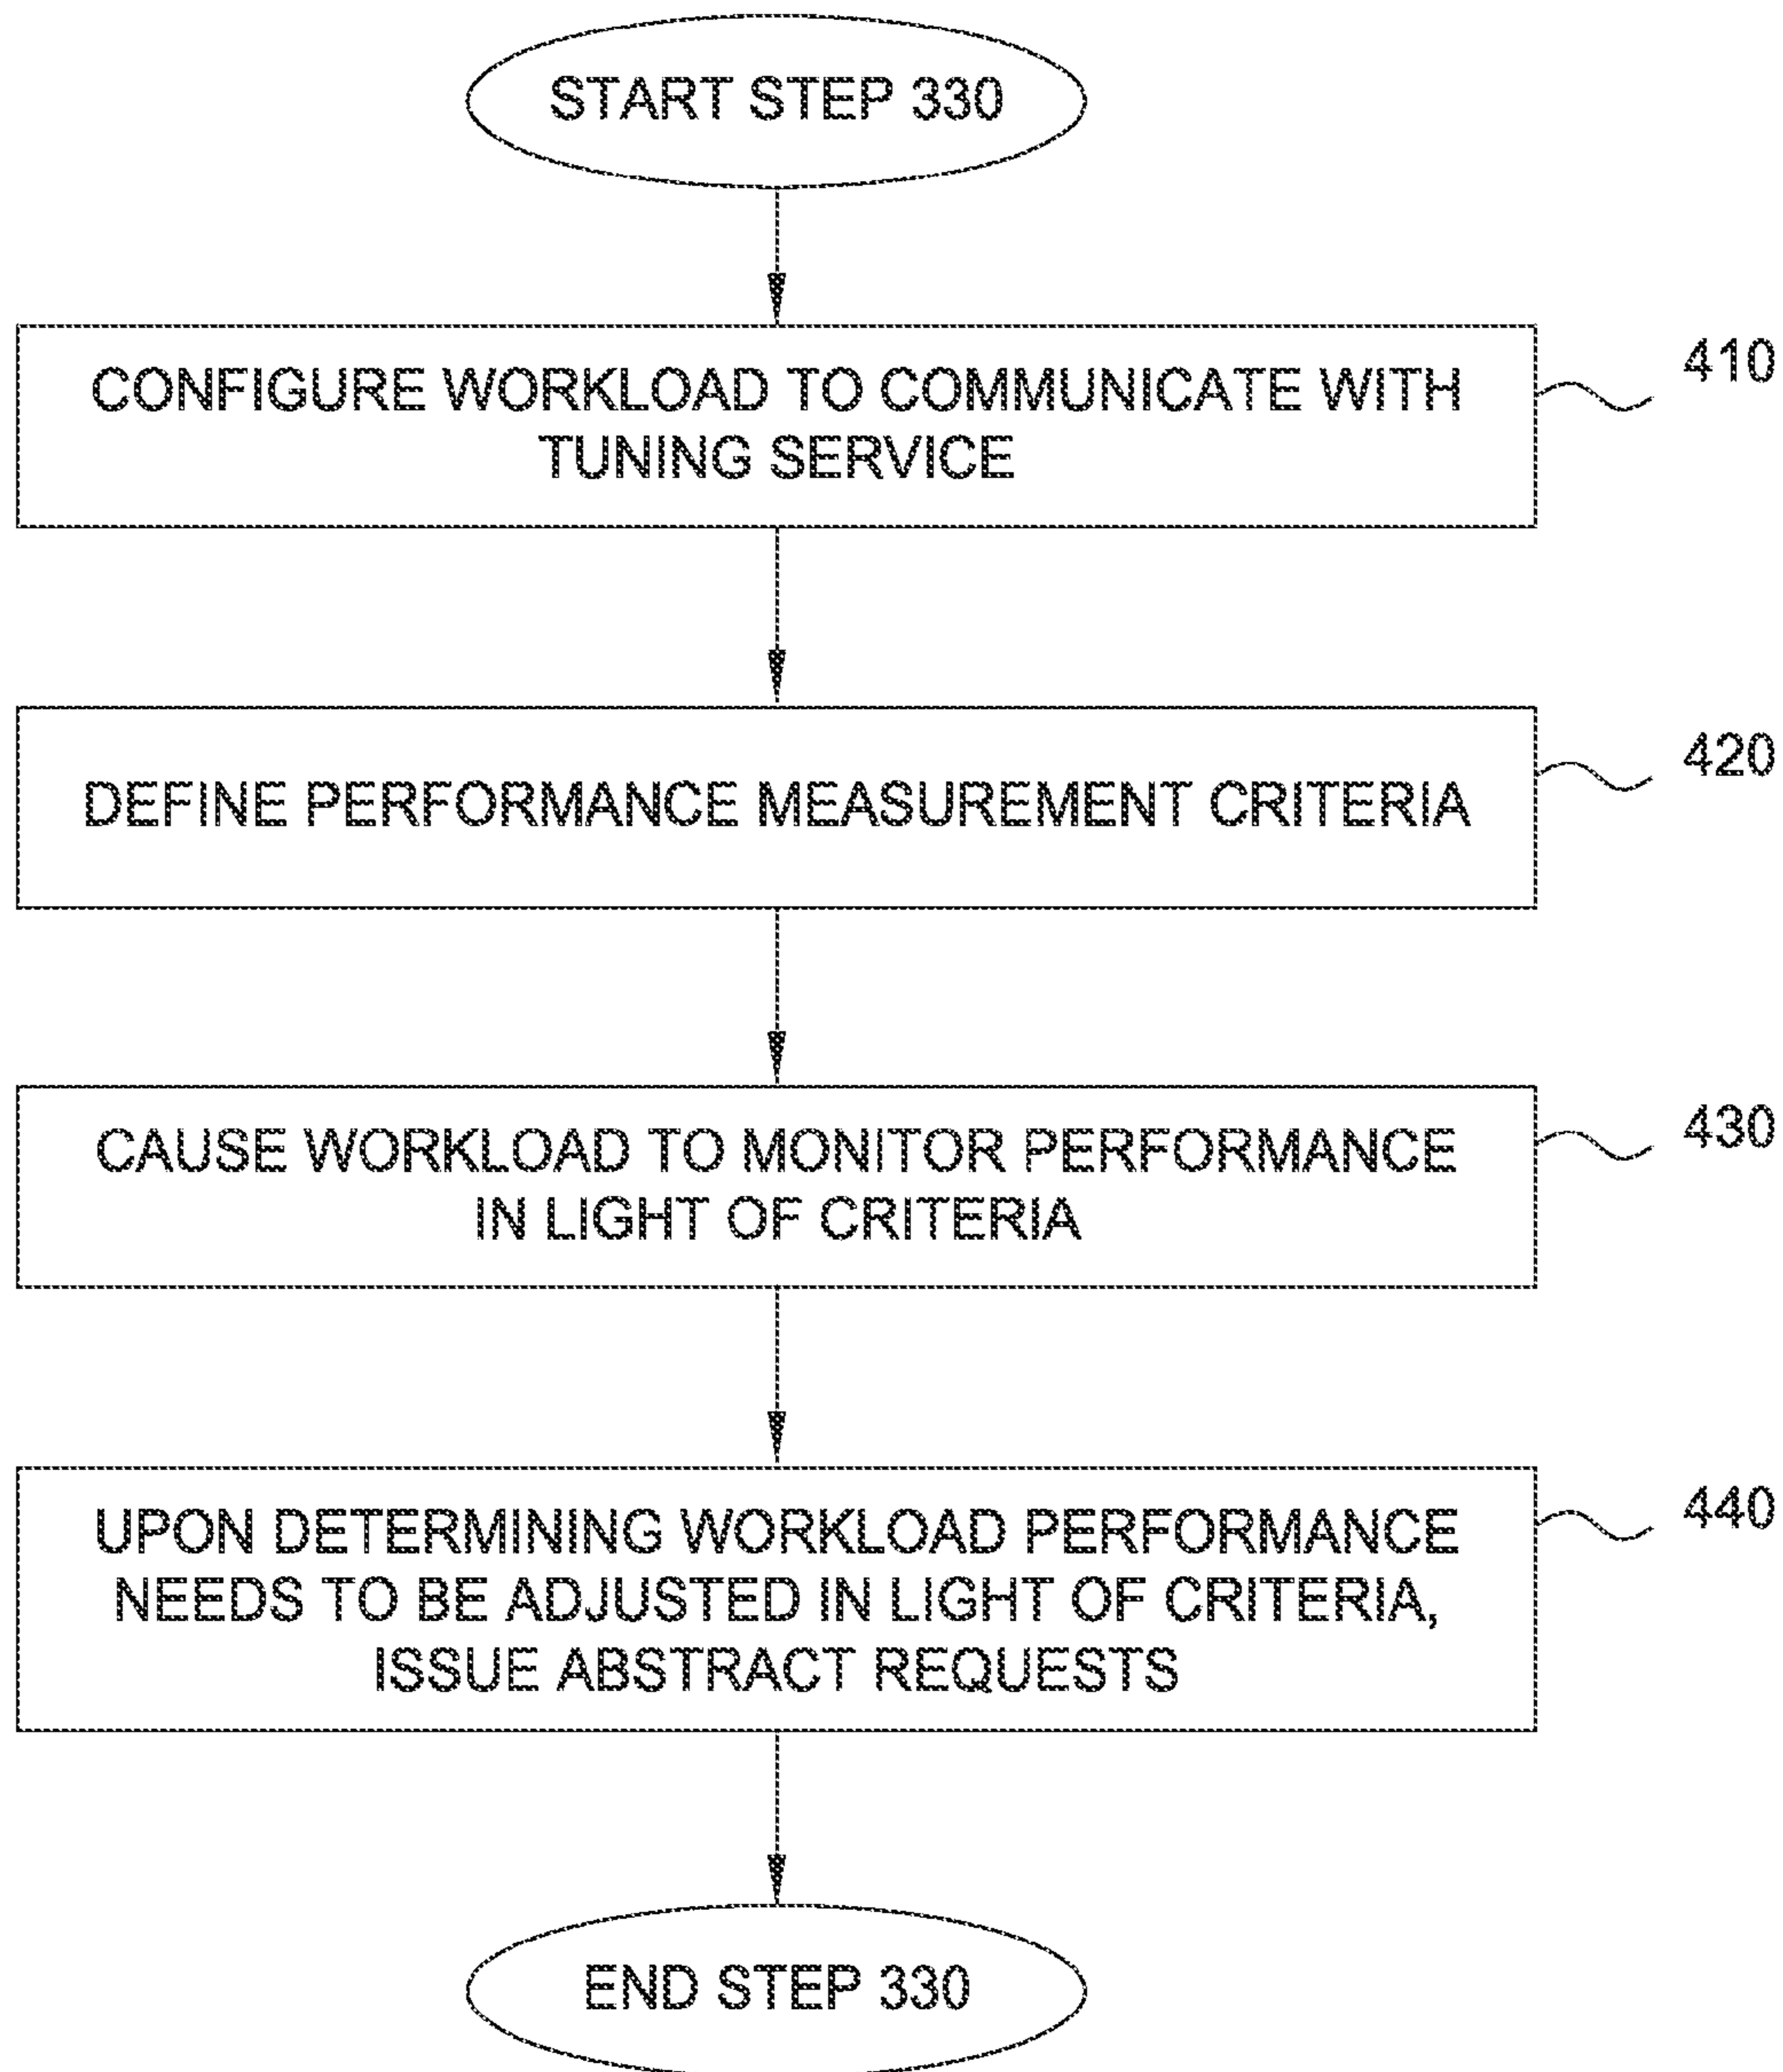 START STEP 330
CONFIGURE WORKLOAD TO COMMUNICATE WITH
TUNING SERVICE
410
DEFINE PERFORMANCE MEASUREMENT CRITERIA
420
CAUSE WORKLOAD TO MONITOR PERFORMANCE
IN LIGHT OF CRITERIA
430
UPON DETERMINING WORKLOAD PERFORMANCE
NEEDS TO BE ADJUSTED IN LIGHT OF CRITERIA,
ISSUE ABSTRACT REQUESTS
440
END STEP 330